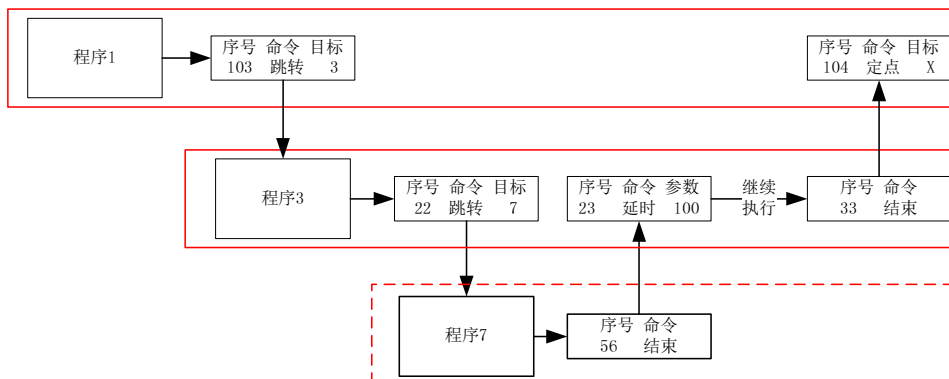 程序1
序号 命令 目标
103 跳转 3
序号 命令 目标
104 定点 X
程序3
序号 命令 目标
22 跳转 7
序号 命令 参数
23 延时 100
继续
执行
序号 命令
33 结束
程序7
序号 命令
56 结束